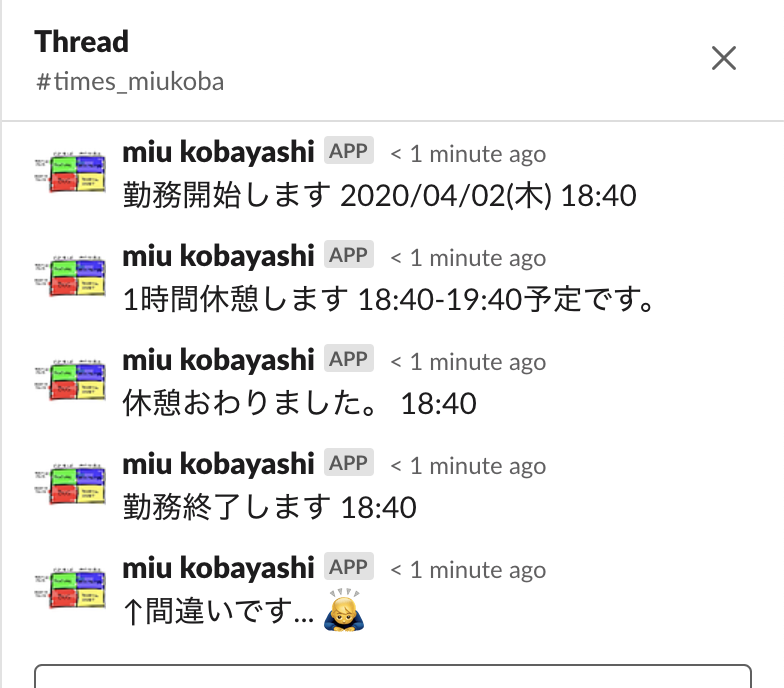 Thread
#times_miukoba
miu kobayashi APP < 1 minute ago
勤務開始します 2020/04/02(木) 18:40
miu kobayashi APP < 1 minute ago
1時間休憩します 18:40-19:40予定です。
miu kobayashi APP < 1 minute ago
休憩おわりました。 18:40
miu kobayashi APP < 1 minute ago
勤務終了します 18:40
miu kobayashi APP < 1 minute ago
↑間違いです... 🙇